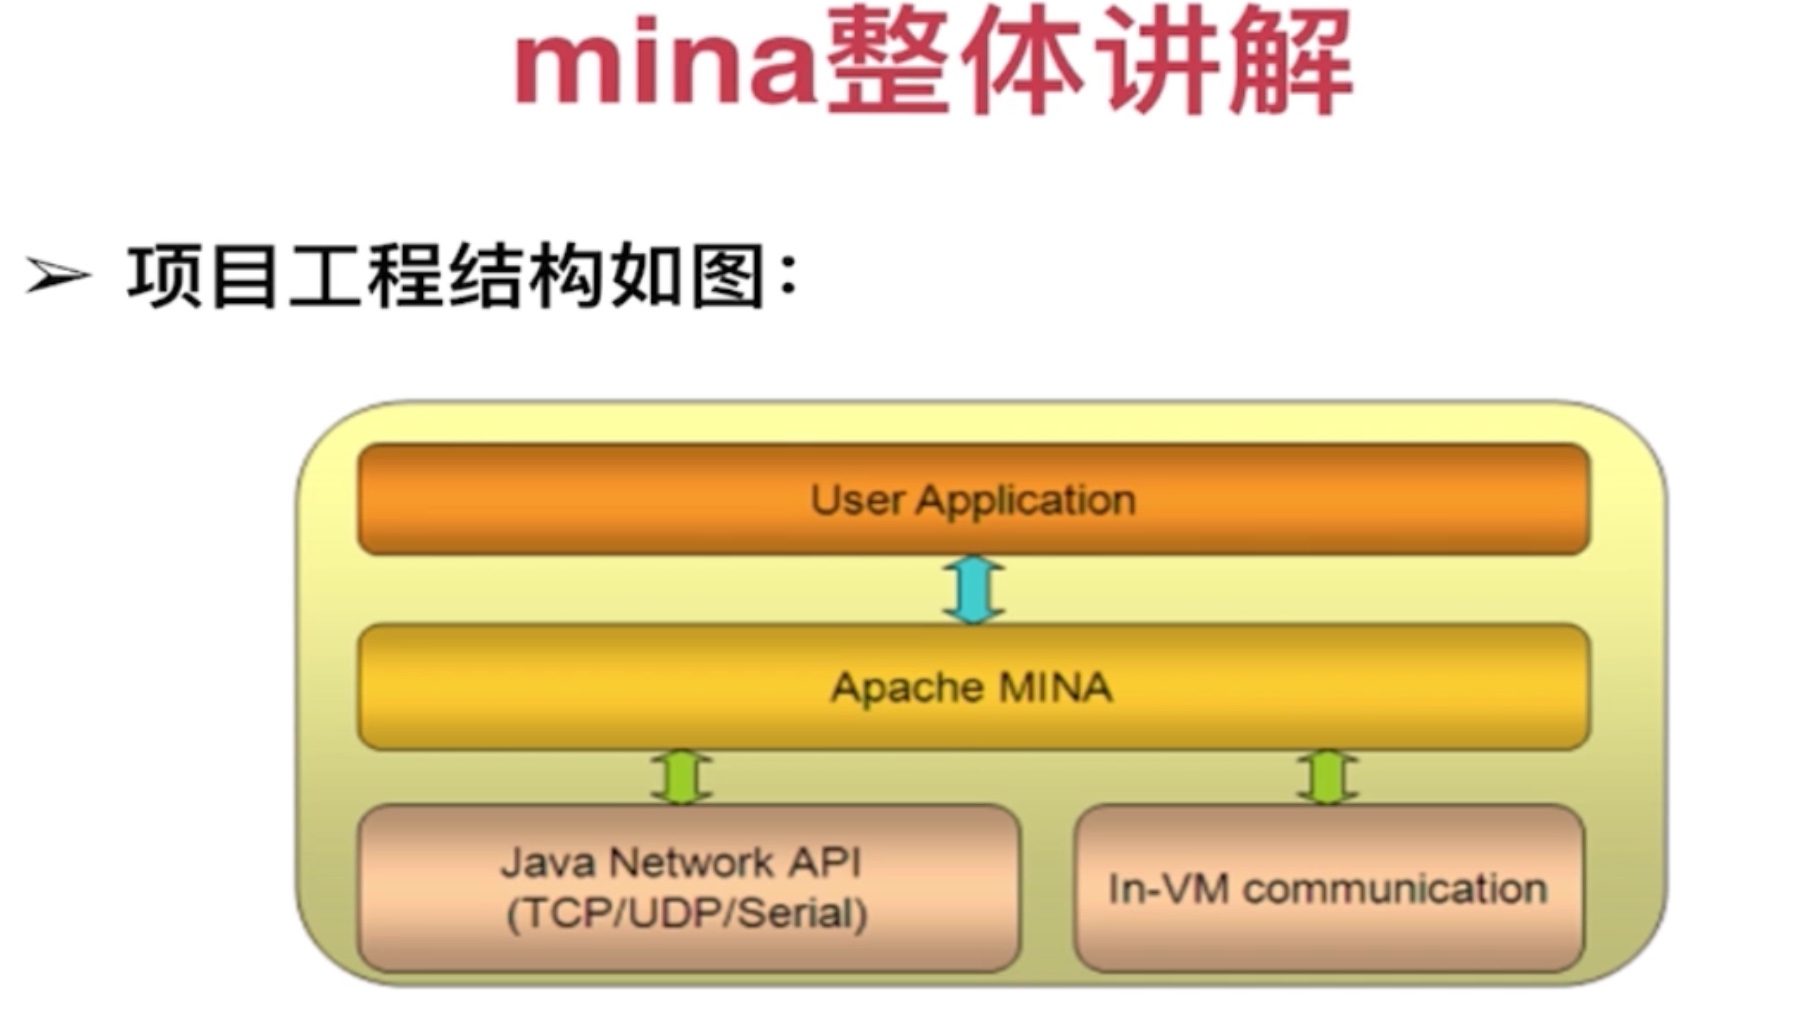 mina整体讲解
➢ 项目工程结构如图：
User Application
Apache MINA
Java Network API
(TCP/UDP/Serial)
In-VM communication